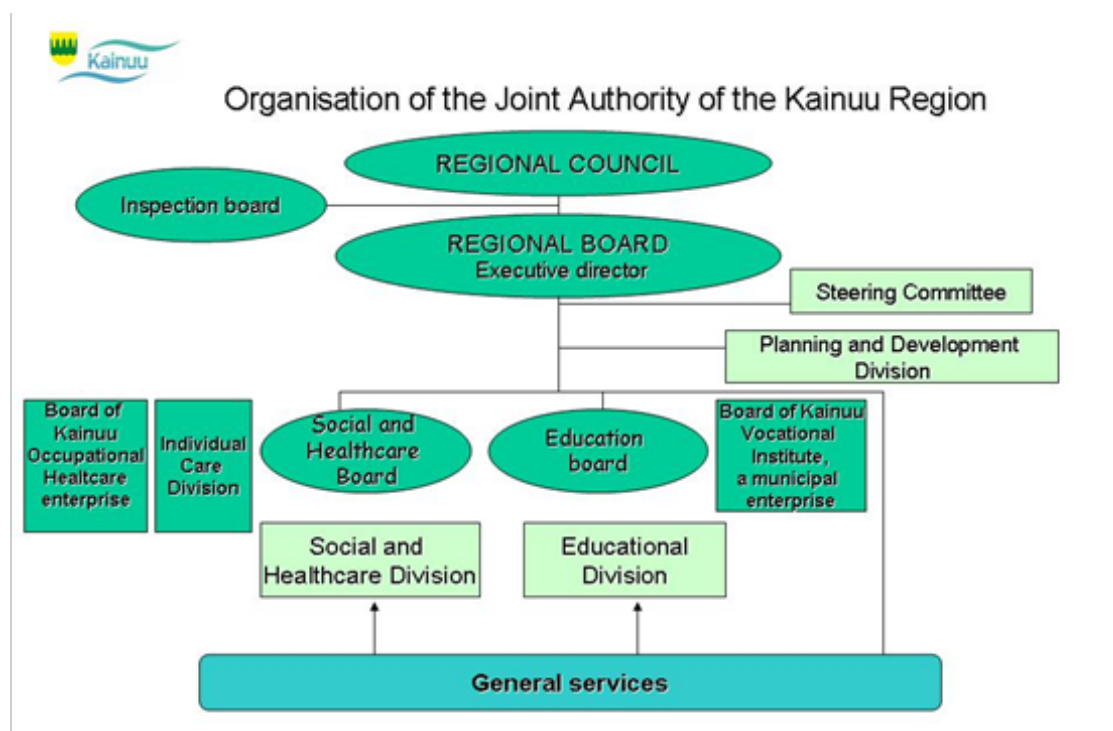 Kainuu
Organisation of the Joint Authority of the Kainuu Region
REGIONAL COUNCIL
Inspection board
REGIONAL BOARD
Executive director
Steering Committee
Planning and Development
Division
Board of
Kainuu
Occupational
Healtcare
enterprise
Individual
Care
Division
Social and
Healthcare
Board
Education
board
Board of Kainuu
Vocational
Institute,
a municipal
enterprise
Social and
Healthcare Division
Educational
Division
General services